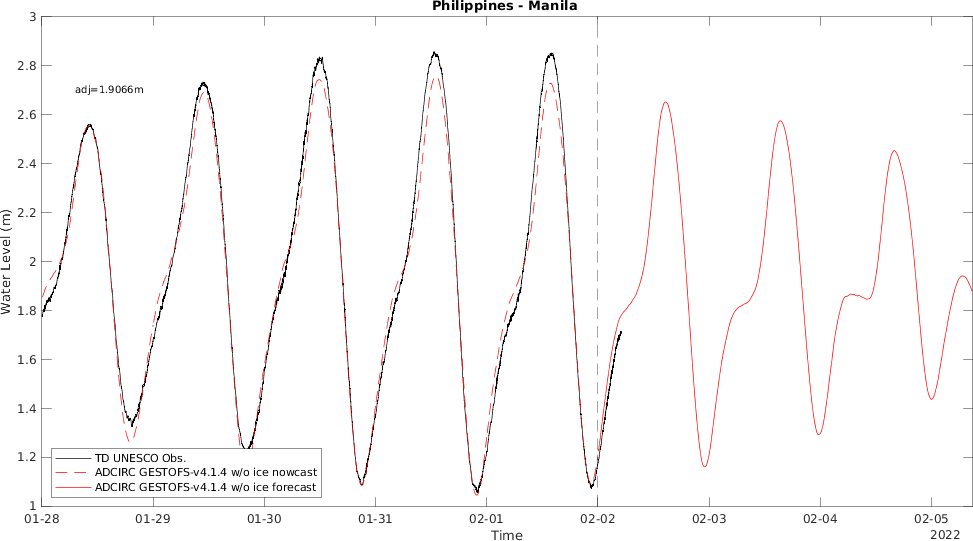 Philippines - Manila
3
2.8
adj=1.9066m
2.6
2.4
2.2
2
1.8
1.6
1.4
1.2
1
Water Level (m)
TD UNESCO Obs.
ADCIRC GESTOFS-v4.1.4 w/o ice nowcast
ADCIRC GESTOFS-v4.1.4 w/o ice forecast
01-28 01-29 01-30 01-31 02-01 02-02 02-03 02-04 02-05
Time 2022